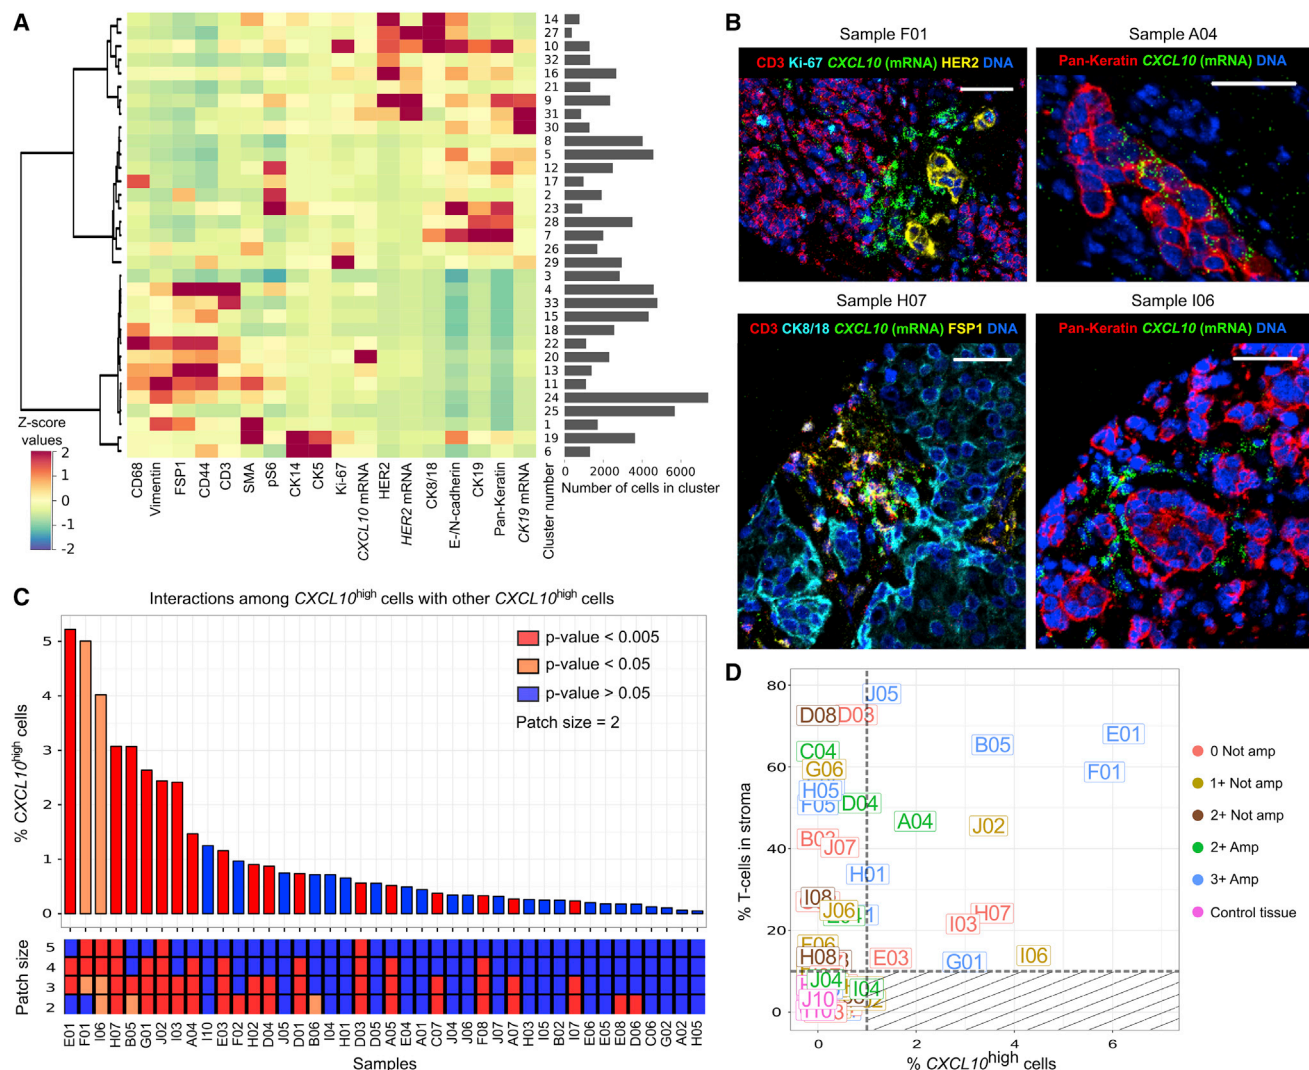 A
14
27
10
32
16
21
9
31
30
8
5
12
17
2
23
28
7
26
29
3
4
33
15
18
22
20
13
11
24
25
1
19
6
Z-score
values
2
1
0
-1
-2
CD68
Vimentin
FSP1
CD44
CD3
SMA
pS6
CK14
CK5
Ki-67
CXCL10 mRNA
HER2
HER2 mRNA
CK8/18
E-/N-cadherin
CK19
Pan-Keratin
CK19 mRNA
Cluster number
0 2000 4000 6000
Number of cells in cluster
B
Sample F01
CD3 Ki-67 CXCL10 (mRNA) HER2 DNA
Sample A04
Pan-Keratin CXCL10 (mRNA) DNA
Sample H07
CD3 CK8/18 CXCL10 (mRNA) FSP1 DNA
Sample I06
Pan-Keratin CXCL10 (mRNA) DNA
C
Interactions among CXCL10high cells with other CXCL10high cells
p-value < 0.005
p-value < 0.05
p-value > 0.05
Patch size = 2
% CXCL10high cells
5
4
3
2
1
0
Patch size
5
4
3
2
E01 F01 I06 H07 B05 G01 J02 I03 A04 I10 E03 F02 H02 D04 J05 D01 B06 I04 H01 D03 D05 A05 E04 A01 C07 J04 J06 F08 J07 A07 H03 I05 B02 I07 E06 E05 E08 D06 C06 G02 A02 H05
Samples
D
% T-cells in stroma
80
60
40
20
0
D08 D03 J05
C04 B05 E01
G06 F01
H05
F05 D04
A04 J02
J07
H01
I08
J06 H07
I03
H08 E03 G01 I06
J04 I04
J10
0 2 4 6
% CXCL10high cells
0 Not amp
1+ Not amp
2+ Not amp
2+ Amp
3+ Amp
Control tissue